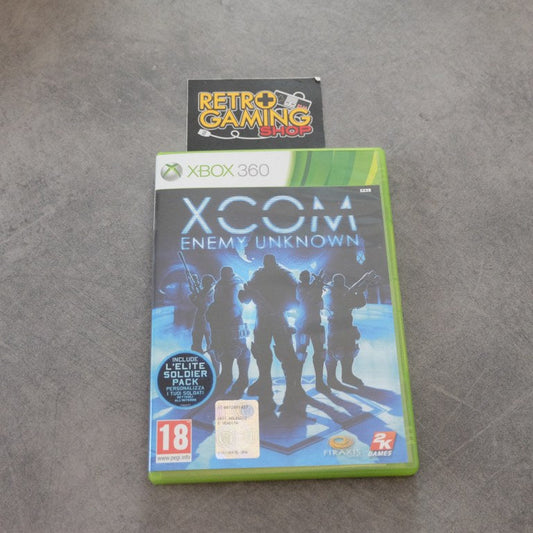 RETRO
GAMING
SHOP
XBOX 360
PAL
XCOM
ENEMY UNKNOWN
INCLUDE
L'ELITE
SOLDIER
PACK
PERSONALIZZA
I TUOI SOLDATI
18
www.pegi.info
FIRAXIS
2K
GAMES